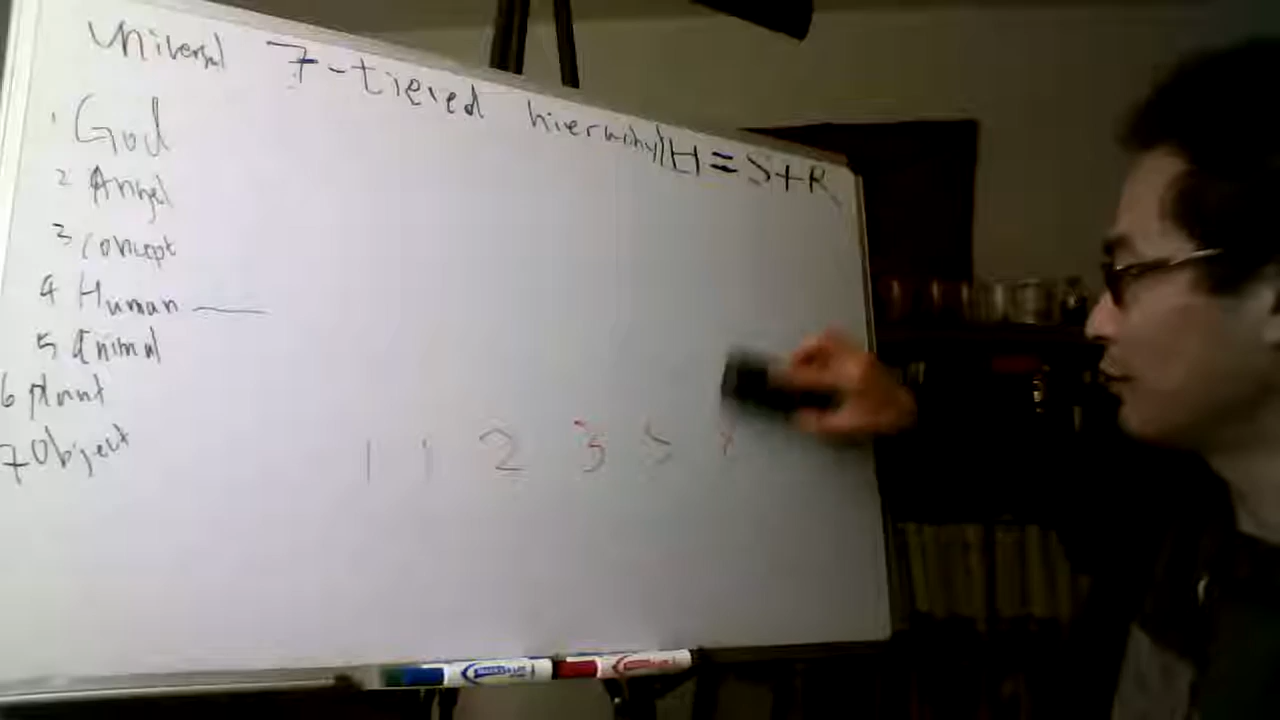 Universal 7-tiered hierarchy H = S+R
1 God
2 Angel
3 concept
4 Human —
5 Animal
6 plant
7 Object
1 1 2 3 5